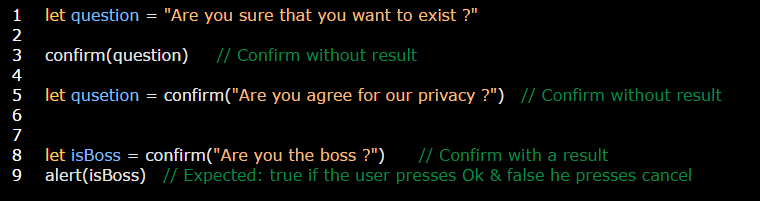 1 let question = "Are you sure that you want to exist ?"
2
3 confirm(question) // Confirm without result
4
5 let qusetion = confirm("Are you agree for our privacy ?") // Confirm without result
6
7
8 let isBoss = confirm("Are you the boss ?") // Confirm with a result
9 alert(isBoss) // Expected: true if the user presses Ok & false he presses cancel